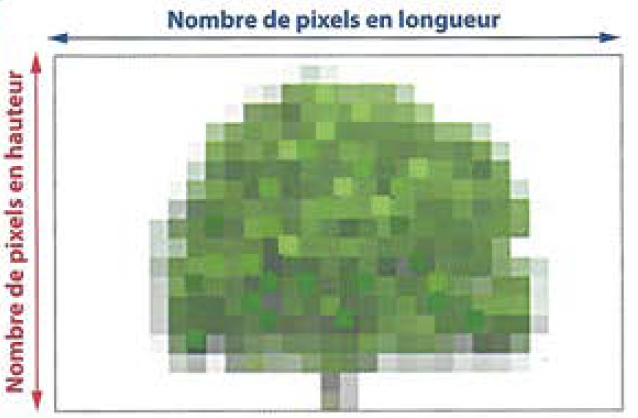 Nombre de pixels en longueur
Nombre de pixels en hauteur